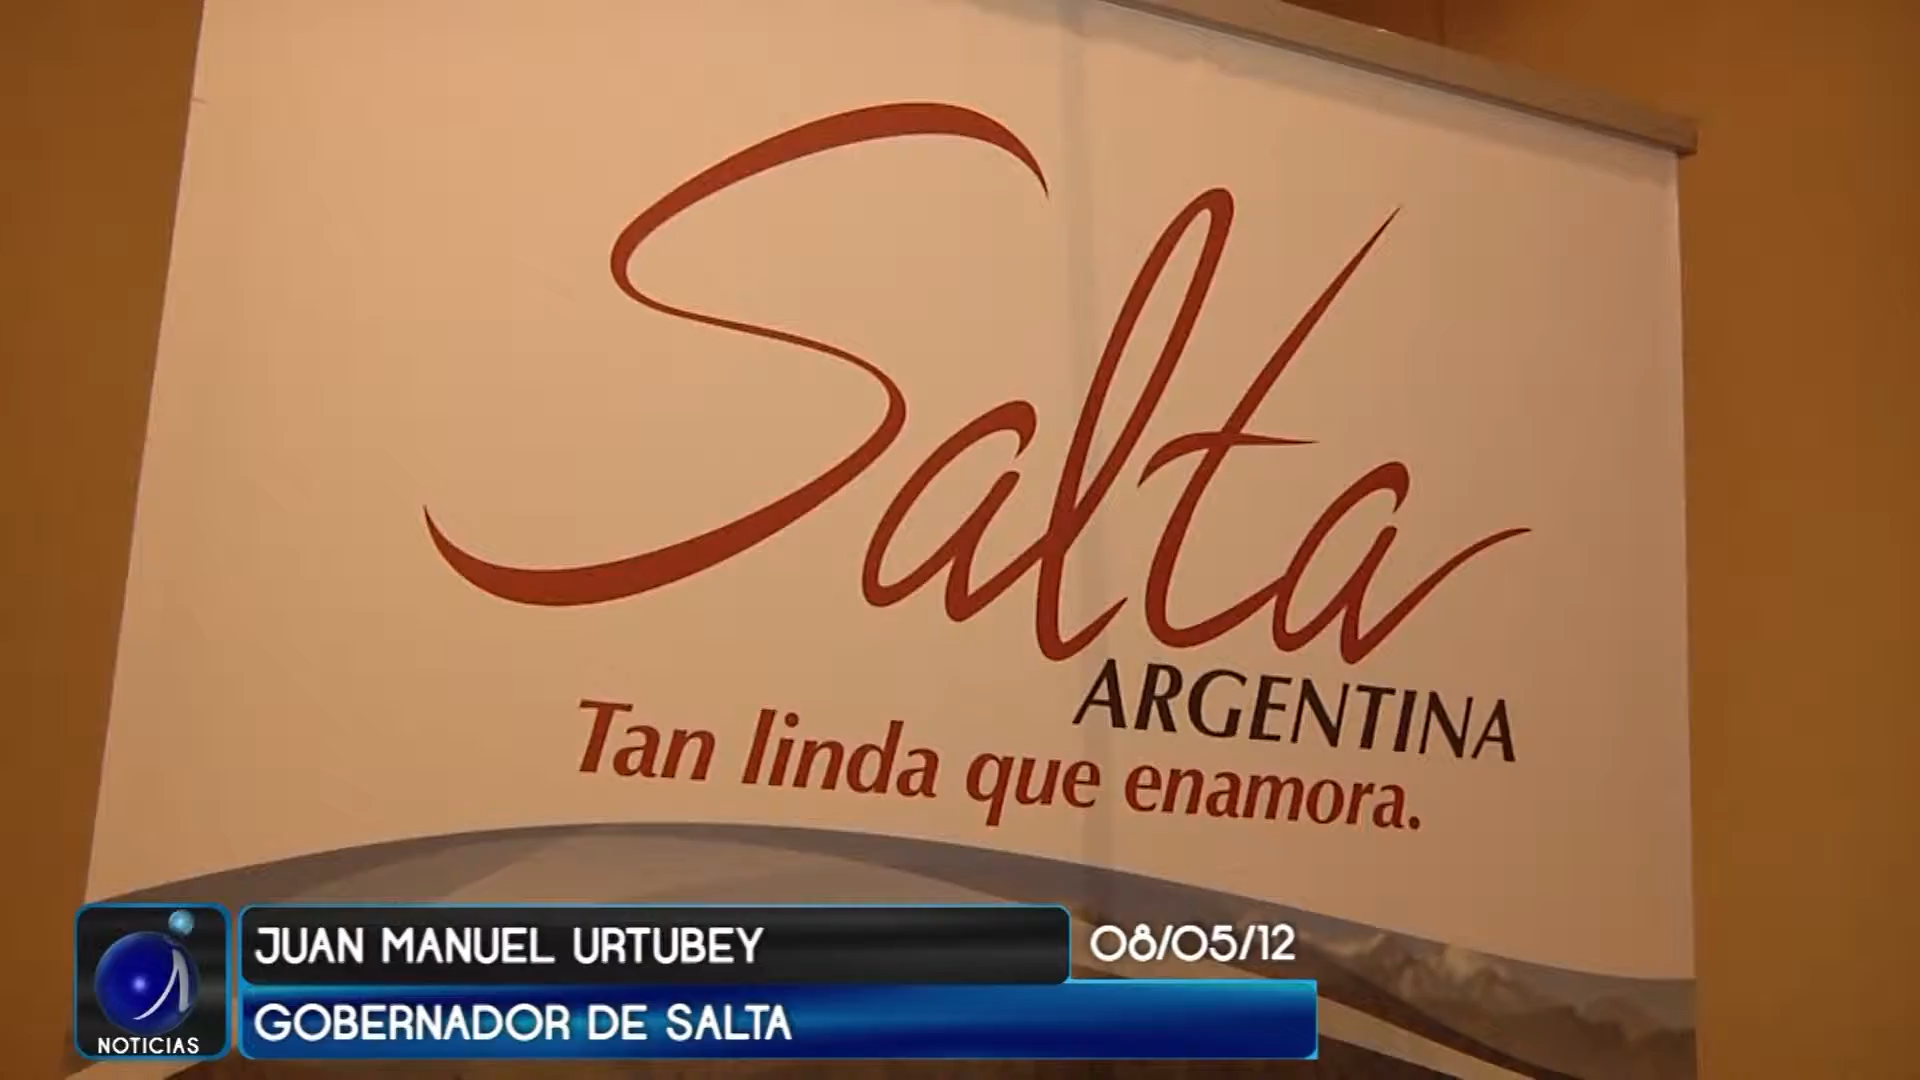 Salta
ARGENTINA
Tan linda que enamora.
JUAN MANUEL URTUBEY
08/05/12
GOBERNADOR DE SALTA
NOTICIAS